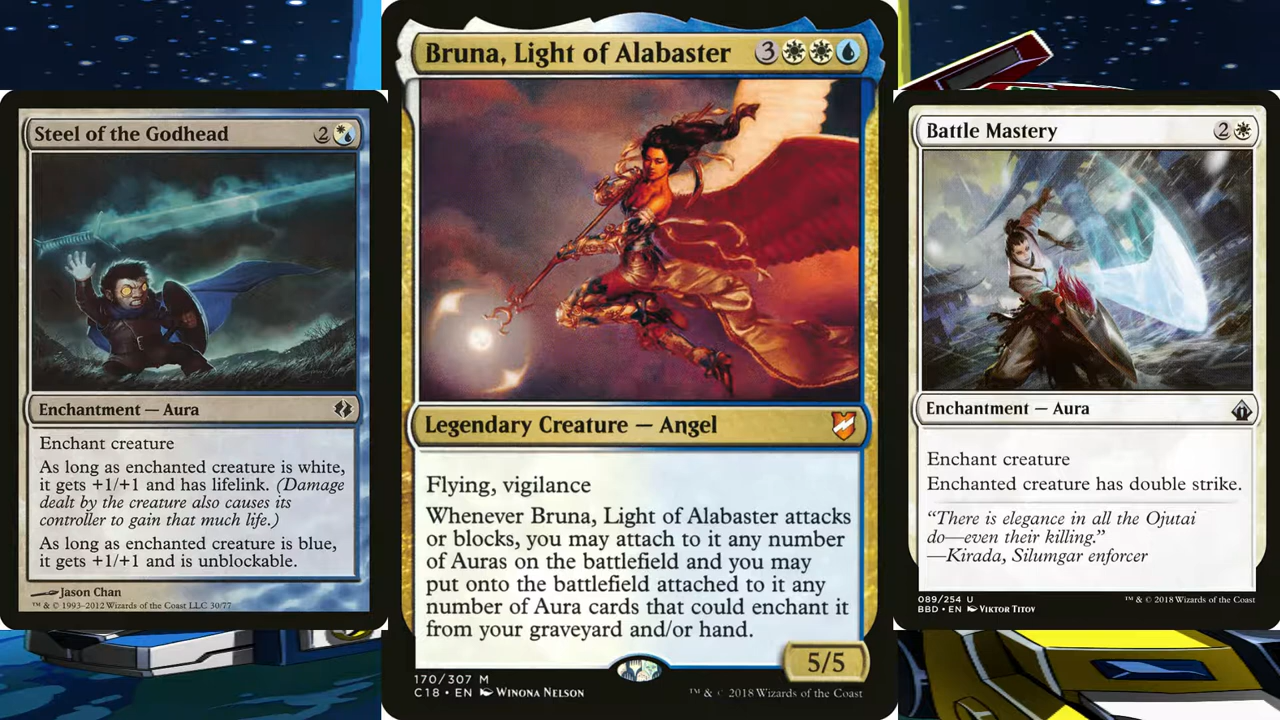 Steel of the Godhead 2
Enchantment — Aura
Enchant creature
As long as enchanted creature is white,
it gets +1/+1 and has lifelink. (Damage
dealt by the creature also causes its
controller to gain that much life.)
As long as enchanted creature is blue,
it gets +1/+1 and is unblockable.
Jason Chan
™ & © 1993–2012 Wizards of the Coast LLC 30/77
Bruna, Light of Alabaster 3
Legendary Creature — Angel
Flying, vigilance
Whenever Bruna, Light of Alabaster attacks
or blocks, you may attach to it any number
of Auras on the battlefield and you may
put onto the battlefield attached to it any
number of Aura cards that could enchant it
from your graveyard and/or hand.
5/5
170/307 M
C18 • EN Winona Nelson
™ & © 2018 Wizards of the Coast
Battle Mastery 2
Enchantment — Aura
Enchant creature
Enchanted creature has double strike.
“There is elegance in all the Ojutai
do—even their killing.”
—Kirada, Silumgar enforcer
089/254 U
BBD • EN Viktor Titov
™ & © 2018 Wizards of the Coast